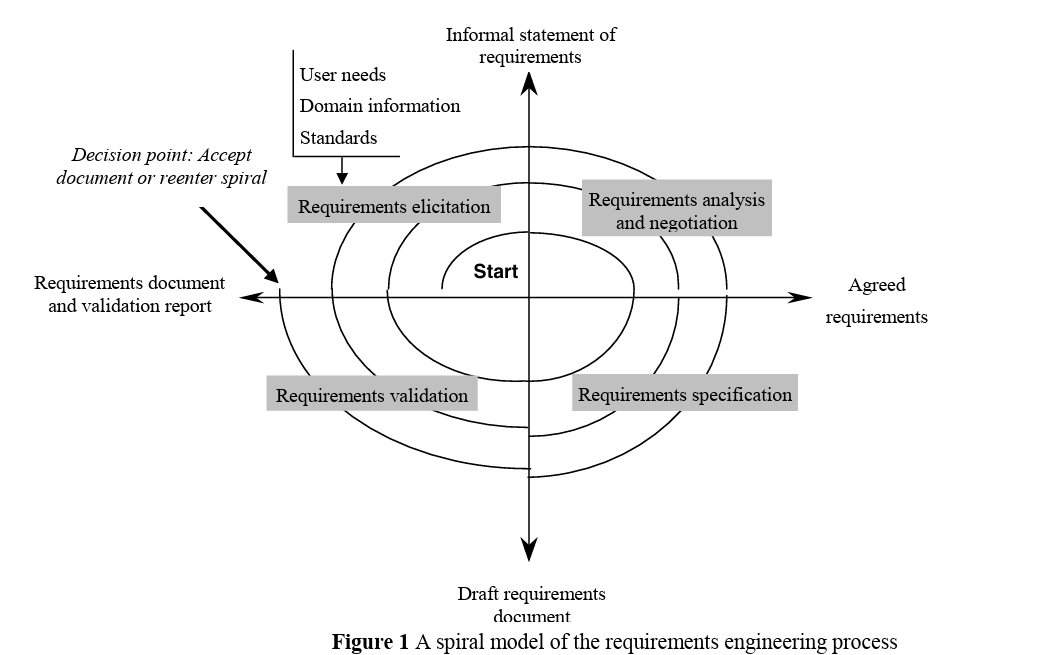 Informal statement of
requirements
User needs
Domain information
Standards
Decision point: Accept
document or reenter spiral
Requirements elicitation
Requirements analysis
and negotiation
Start
Requirements document
and validation report
Agreed
requirements
Requirements validation
Requirements specification
Draft requirements
document
Figure 1 A spiral model of the requirements engineering process